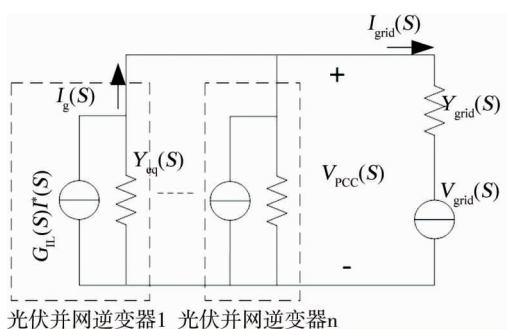 I_grid(S)
+
I_g(S)
Y_grid(S)
Y_eq(S)
G_IL(S)I*(S)
V_PCC(S)
V_grid(S)
-
光伏并网逆变器1 光伏并网逆变器n